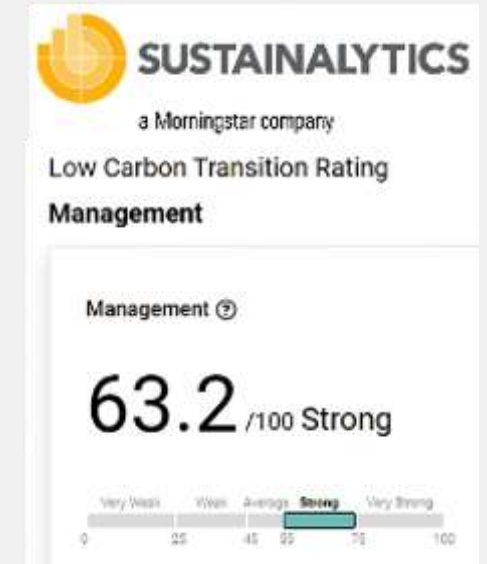 SUSTAINALYTICS
a Morningstar company
Low Carbon Transition Rating
Management
Management ?
63.2 /100 Strong
Very Weak Weak Average Strong Very Strong
0 25 45 55 75 100